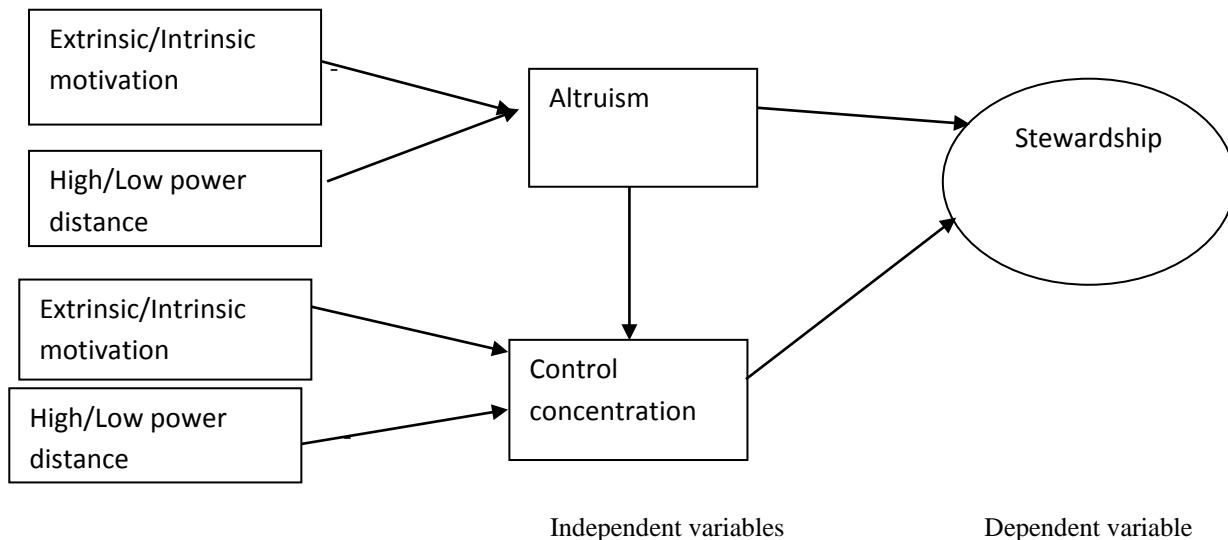 Extrinsic/Intrinsic
motivation
-
High/Low power
distance
Altruism
Stewardship
Extrinsic/Intrinsic
motivation
High/Low power
distance
-
Control
concentration
Independent variables
Dependent variable